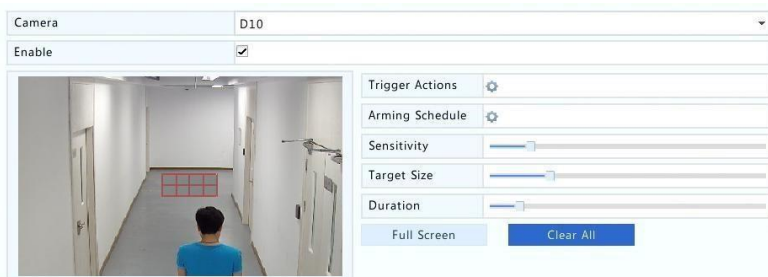 Camera D10
Enable
Trigger Actions
Arming Schedule
Sensitivity
Target Size
Duration
Full Screen Clear All